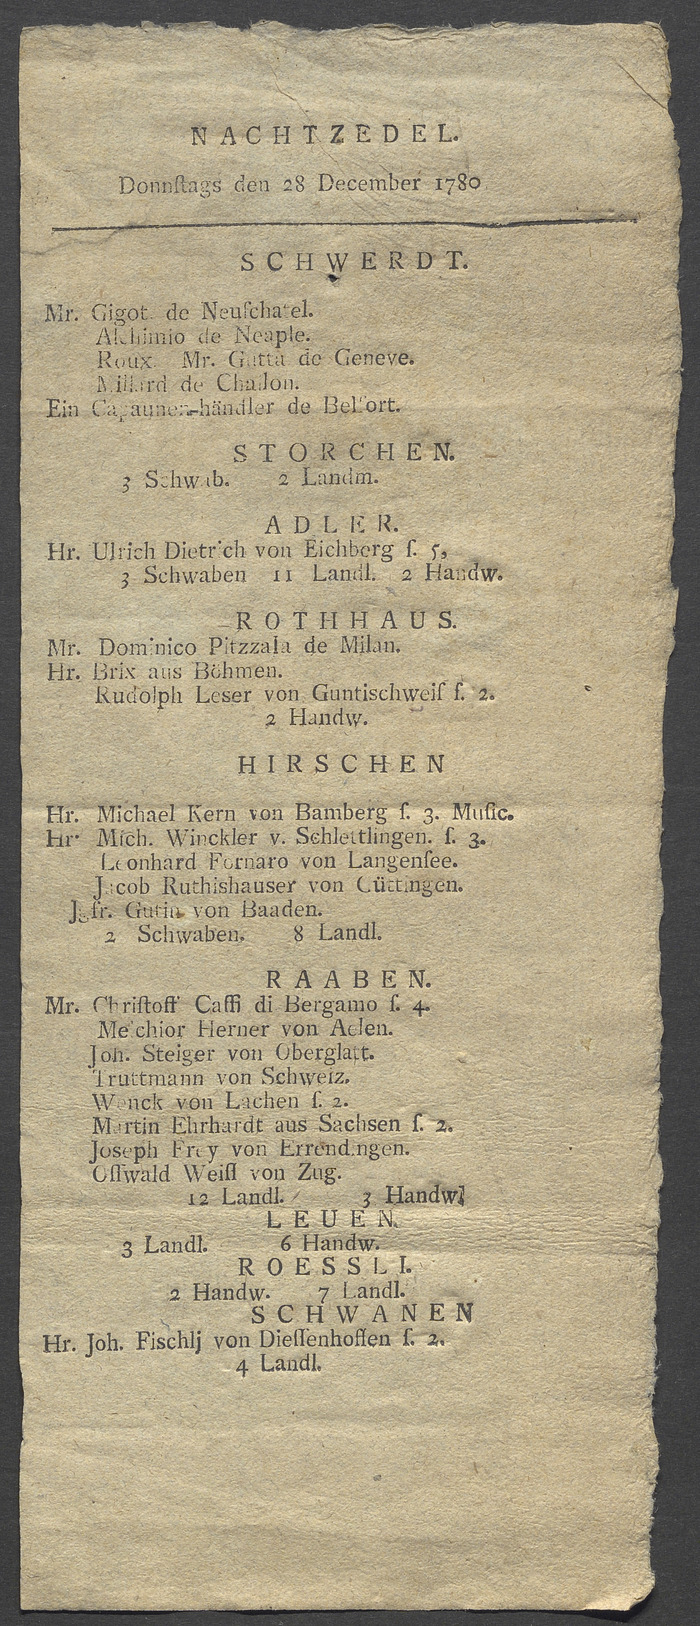 NACHTZEDEL.
Donnſtags den 28 December 1780
SCHWERDT.
Mr. Gigot de Neufchatel.
Alchimio de Neaple.
Roux. Mr. Gatta de Geneve.
Millard de Challon.
Ein Capaunen-händler de Belfort.
STORCHEN.
3 Schwab. 2 Landm.
ADLER.
Hr. Ulrich Dietrich von Eichberg ſ. 5,
3 Schwaben 11 Landl. 2 Handw.
ROTHHAUS.
Mr. Dominico Pitzzala de Milan.
Hr. Brix aus Böhmen.
Rudolph Leser von Guntiſchweiſ ſ. 2.
2 Handw.
HIRSCHEN
Hr. Michael Kern von Bamberg ſ. 3. Muſic.
Hr. Mich. Winckler v. Schlettlingen. ſ. 3.
Leonhard Fornaro von Langenſee.
Jacob Ruthishauser von Güttingen.
Jgfr. Gutin von Baaden.
2 Schwaben. 8 Landl.
RAABEN.
Mr. Chriſtoff Caſſi di Bergamo ſ. 4.
Melchior Herner von Aelen.
Joh. Steiger von Oberglatt.
Truttmann von Schweiz.
Wenck von Lachen ſ. 2.
Martin Ehrhardt aus Sachsen ſ. 2.
Joseph Frey von Errendingen.
Oſſwald Weiſſ von Zug.
12 Landl. 3 Handw.
LEUEN.
3 Landl. 6 Handw.
ROESSLI.
2 Handw. 7 Landl.
SCHWANEN
Hr. Joh. Fischlj von Dieſſenhoffen ſ. 2.
4 Landl.